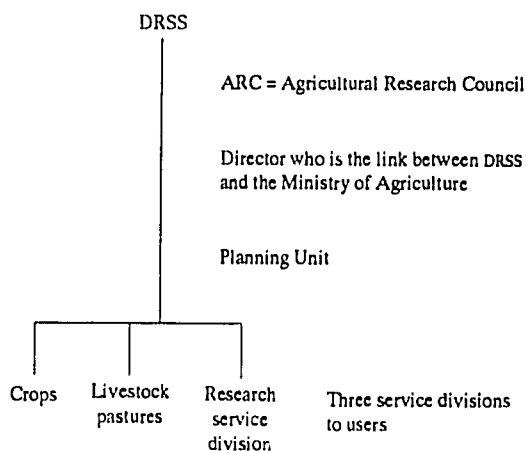 DRSS
ARC = Agricultural Research Council
Director who is the link between DRSS
and the Ministry of Agriculture
Planning Unit
Crops
Livestock
pastures
Research
service
division
Three service divisions
to users